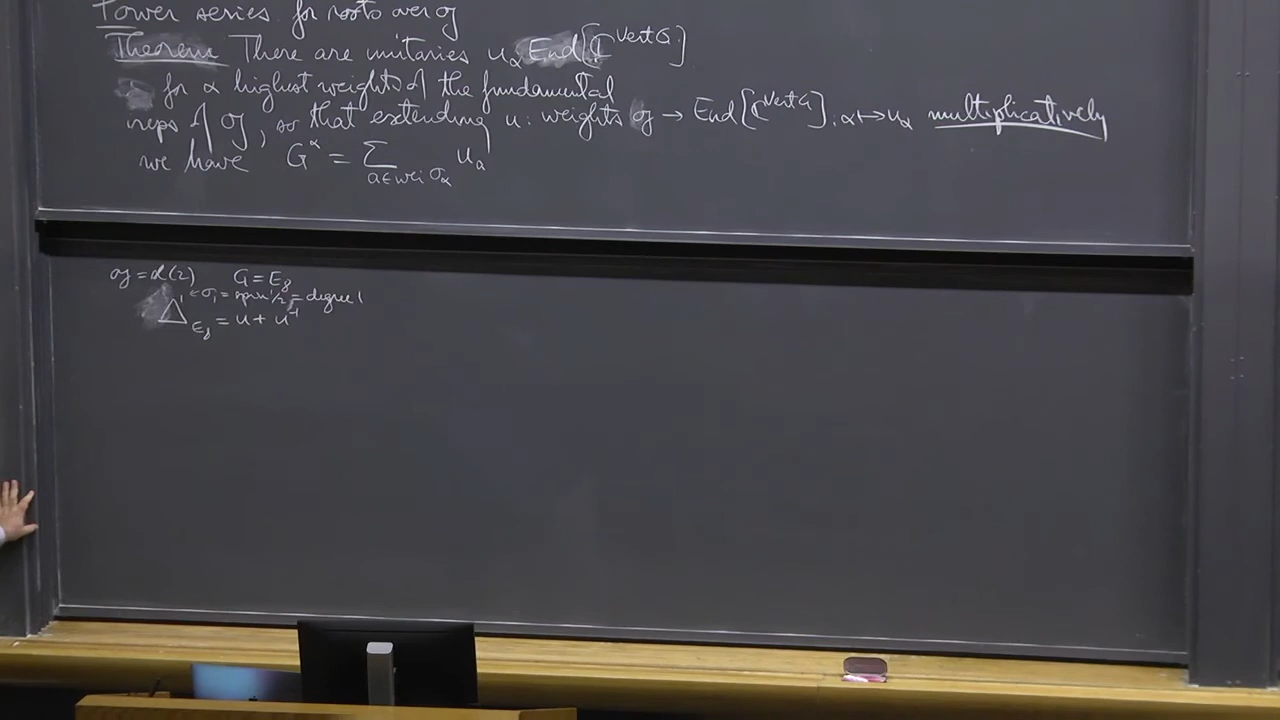 Power series for roots over 𝔤
Theorem There are unitaries u_α End[ℂ^{Vert G}]
for α highest weights of the fundamental
reps of 𝔤, so that extending u: weights 𝔤 → End[ℂ^{Vert G}], α ↦ u_α multiplicatively
we have G^α = ∑_{a ∈ wei σ_α} u_a
𝔤 = sl(2) G = E_8
← σ_1 = spin 1/2 = degree 1
Δ_{E_8} = u + u^{-1}